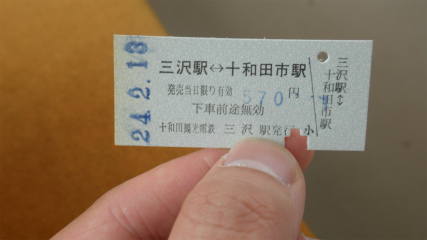 24.2.18
三沢駅↔十和田市駅
発売当日限り有効 570円
下車前途無効
十和田観光電鉄 三沢駅発行 小
三沢駅↔
十和田市駅